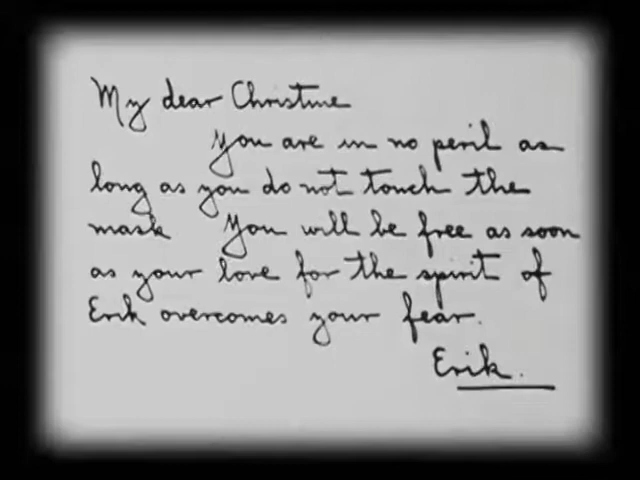 My dear Christine
You are in no peril as
long as you do not touch the
mask You will be free as soon
as your love for the spirit of
Erik overcomes your fear.
Erik.